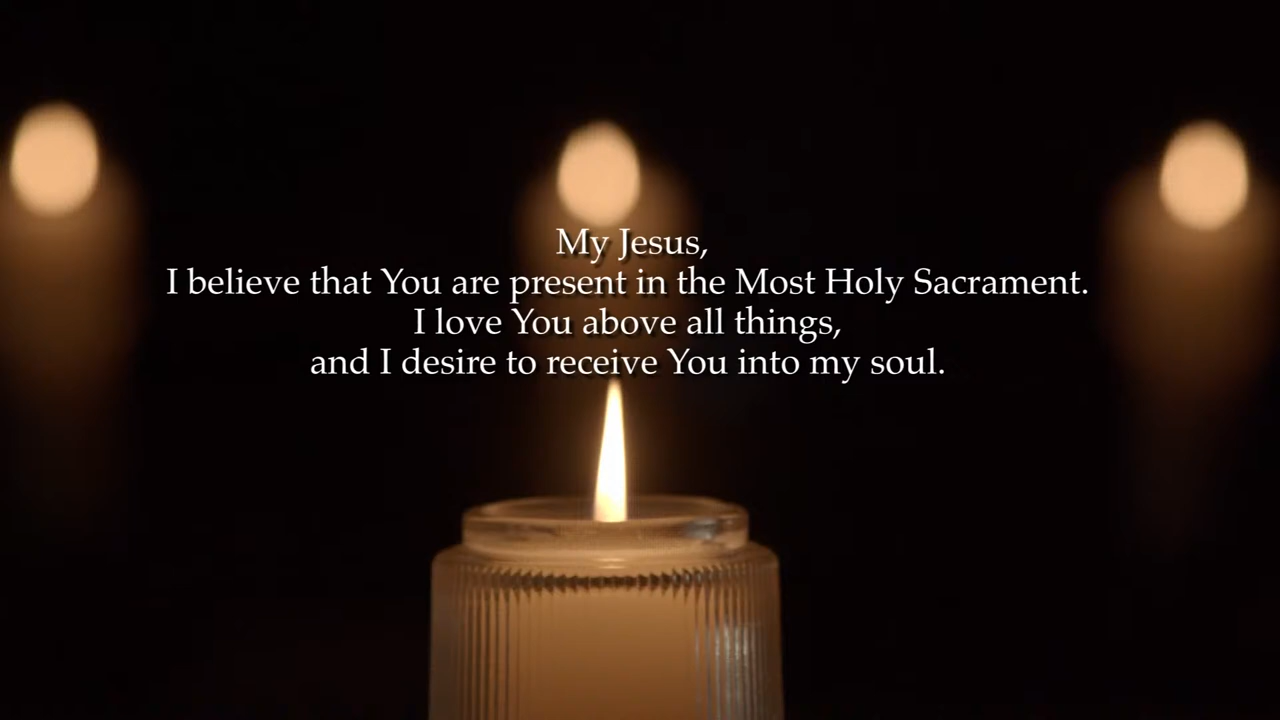 My Jesus,
I believe that You are present in the Most Holy Sacrament.
I love You above all things,
and I desire to receive You into my soul.